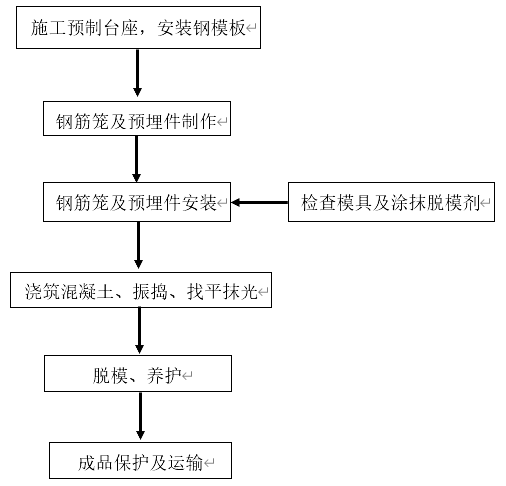 施工预制台座，安装钢模板
钢筋笼及预埋件制作
钢筋笼及预埋件安装
检查模具及涂抹脱模剂
浇筑混凝土、振捣、找平抹光
脱模、养护
成品保护及运输